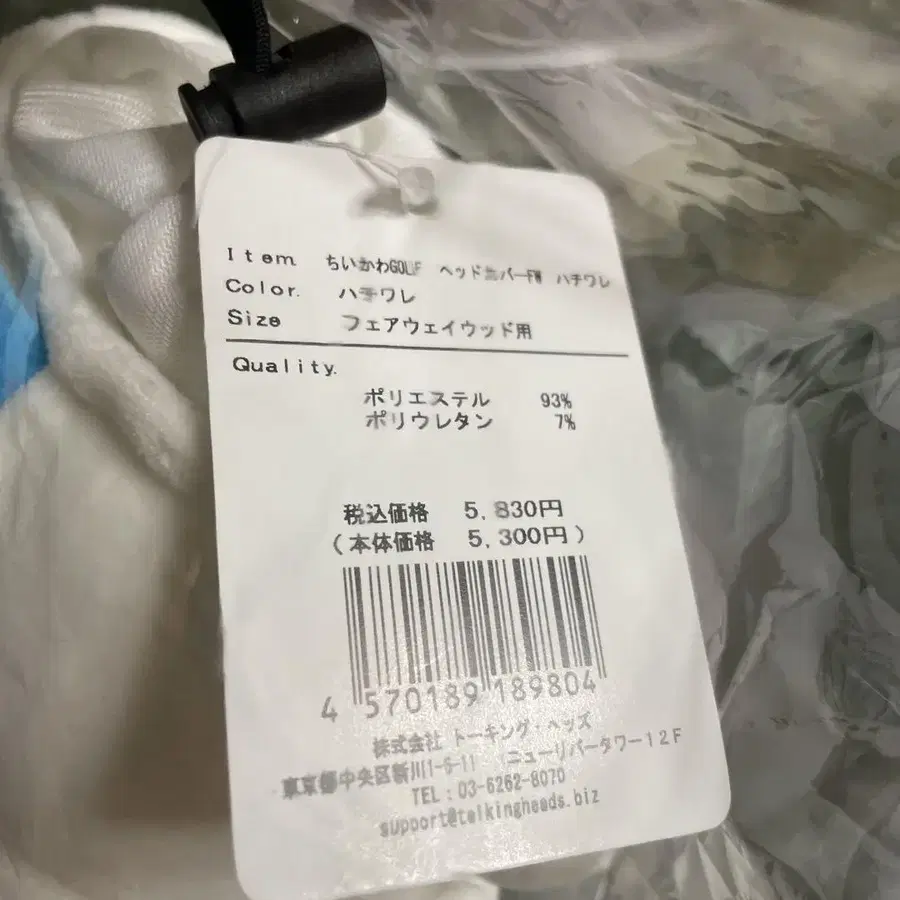 Item. ちいかわGOLF ヘッドカバーFW ハチワレ
Color. ハチワレ
Size フェアウェイウッド用
Quality.
ポリエステル 93%
ポリウレタン 7%
税込価格 5,830円
(本体価格 5,300円)
4 570189 189804
株式会社 トーキング・ヘッズ
東京都中央区新川1-6-11 ニューリバータワー12F
TEL:03-6262-8070
support@talkingheads.biz